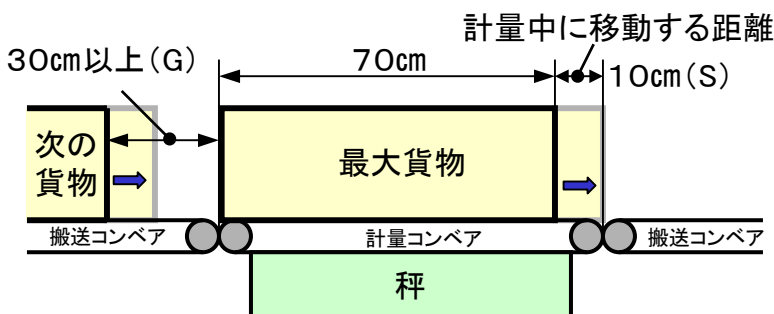 計量中に移動する距離
30㎝以上(G)
70㎝
10㎝(S)
次の
貨物
最大貨物
搬送コンベア
計量コンベア
搬送コンベア
秤